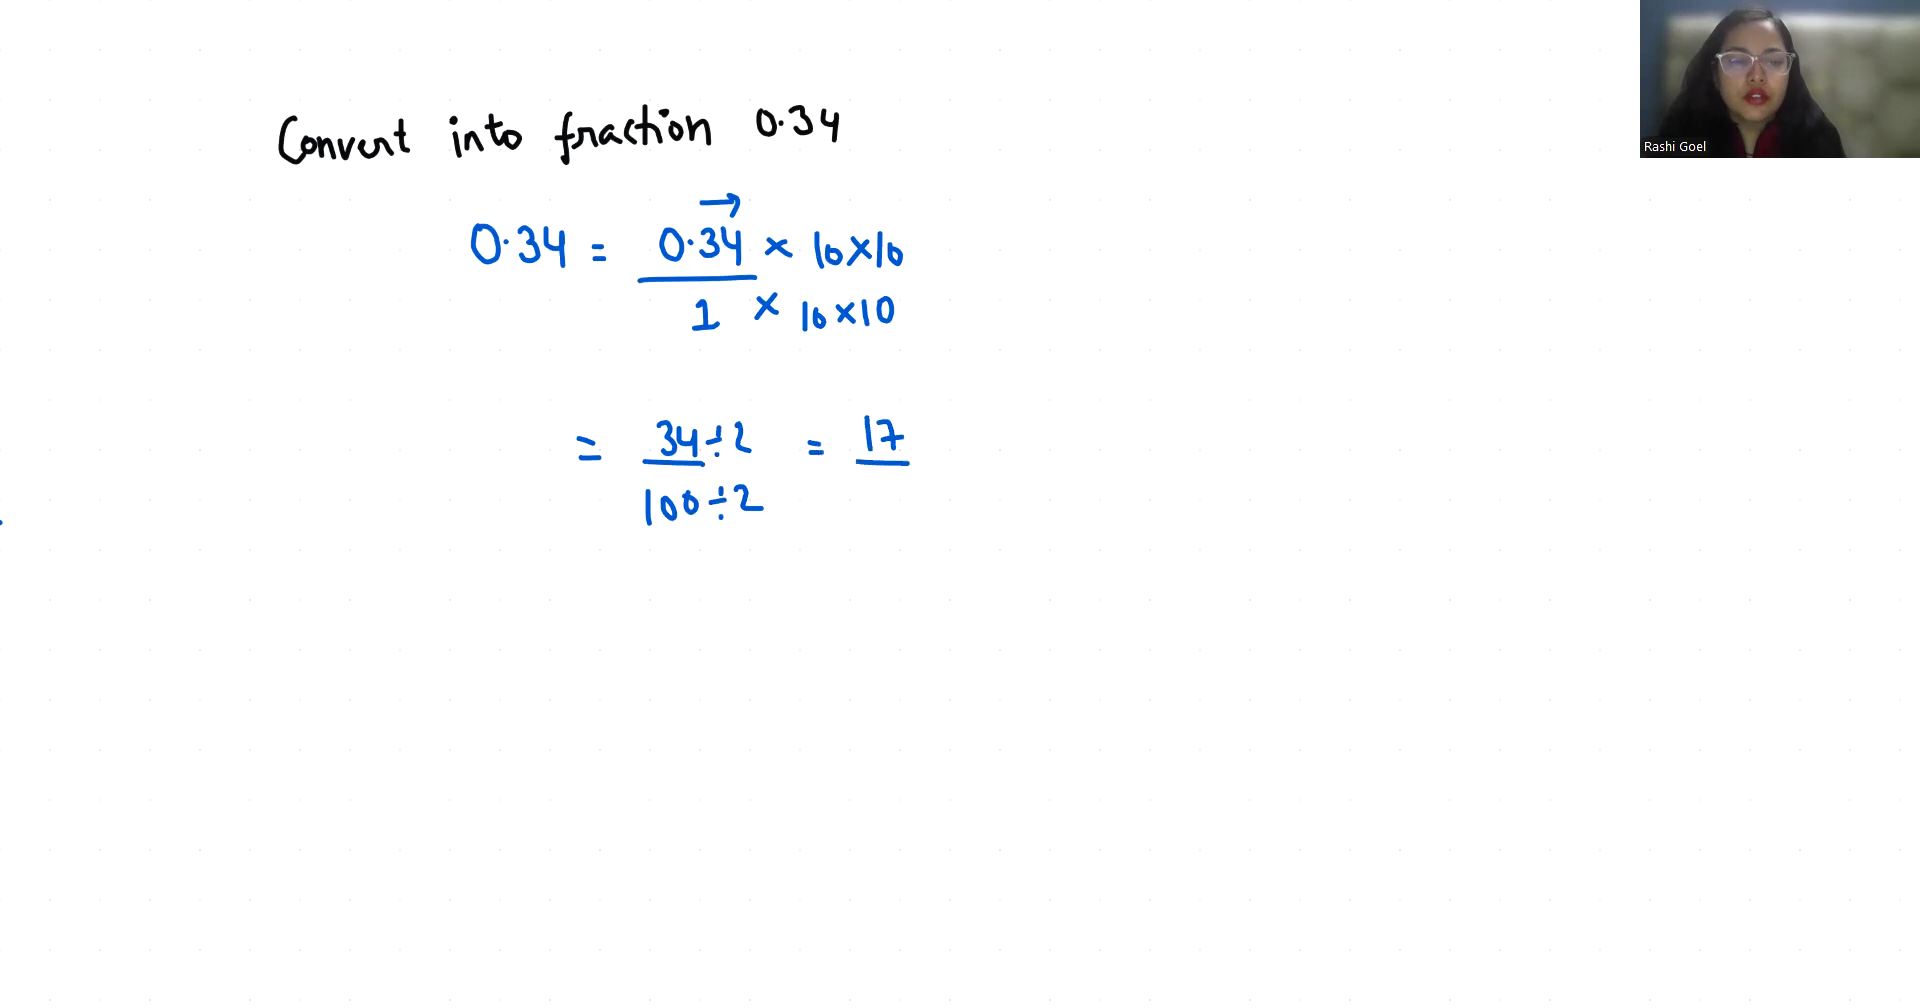 Convert into fraction 0.34
Rashi Goel
→
0.34 = 0.34 × 10×10
1 × 10×10
= 34÷2 = 17
100÷2